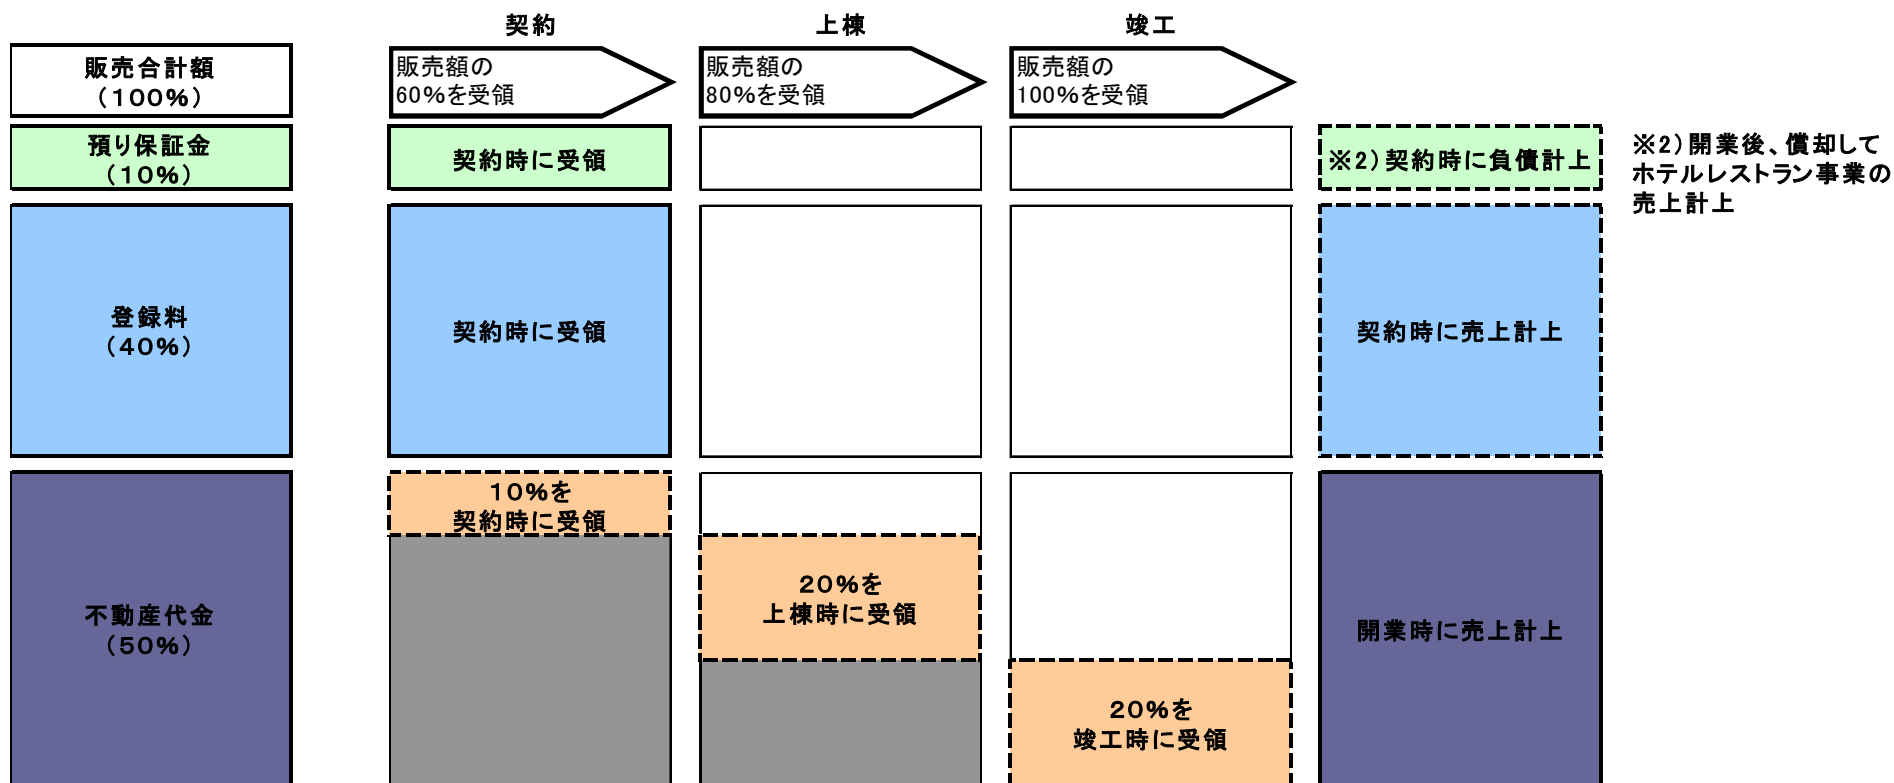 契約
上棟
竣工
販売合計額
（100％）
販売額の
60％を受領
販売額の
80％を受領
販売額の
100％を受領
預り保証金
（10％）
契約時に受領
※2）契約時に負債計上
※2）開業後、償却して
ホテルレストラン事業の
売上計上
登録料
（40％）
契約時に受領
契約時に売上計上
不動産代金
（50％）
10％を
契約時に受領
20％を
上棟時に受領
20％を
竣工時に受領
開業時に売上計上